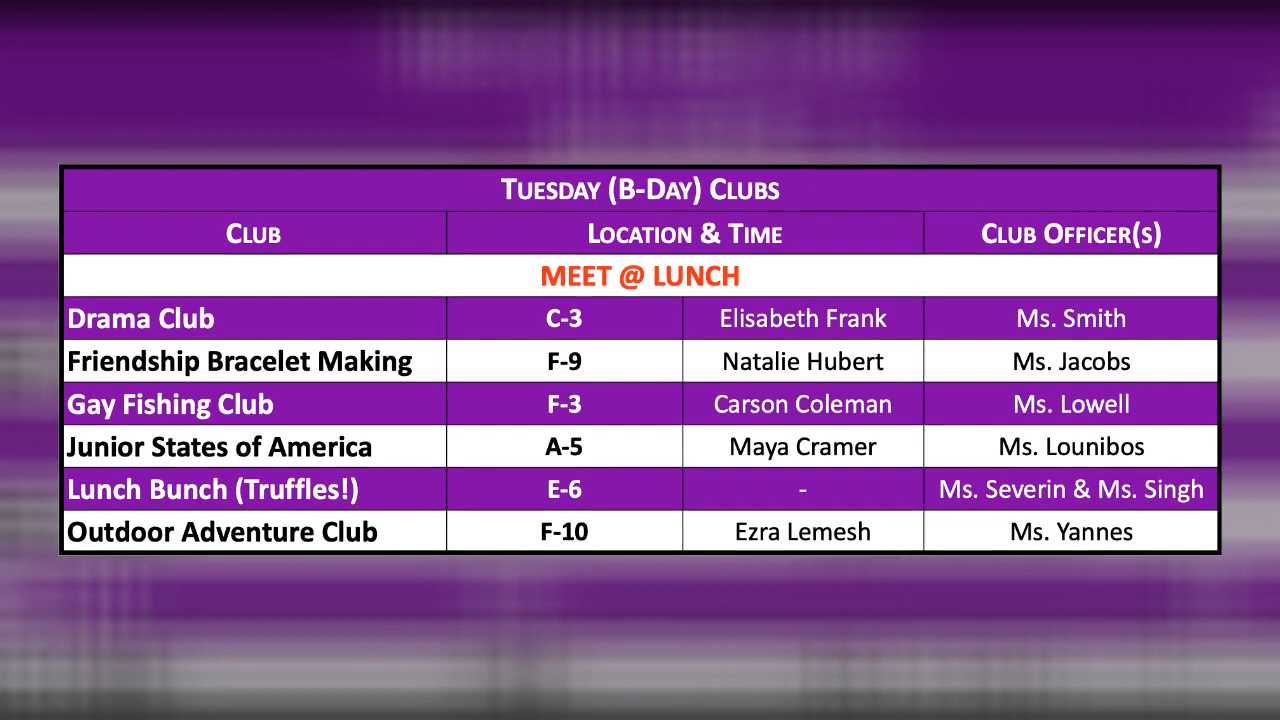 TUESDAY (B-DAY) CLUBS
CLUB LOCATION & TIME CLUB OFFICER(S)
MEET @ LUNCH
Drama Club C-3 Elisabeth Frank Ms. Smith
Friendship Bracelet Making F-9 Natalie Hubert Ms. Jacobs
Gay Fishing Club F-3 Carson Coleman Ms. Lowell
Junior States of America A-5 Maya Cramer Ms. Lounibos
Lunch Bunch (Truffles!) E-6 - Ms. Severin & Ms. Singh
Outdoor Adventure Club F-10 Ezra Lemesh Ms. Yannes